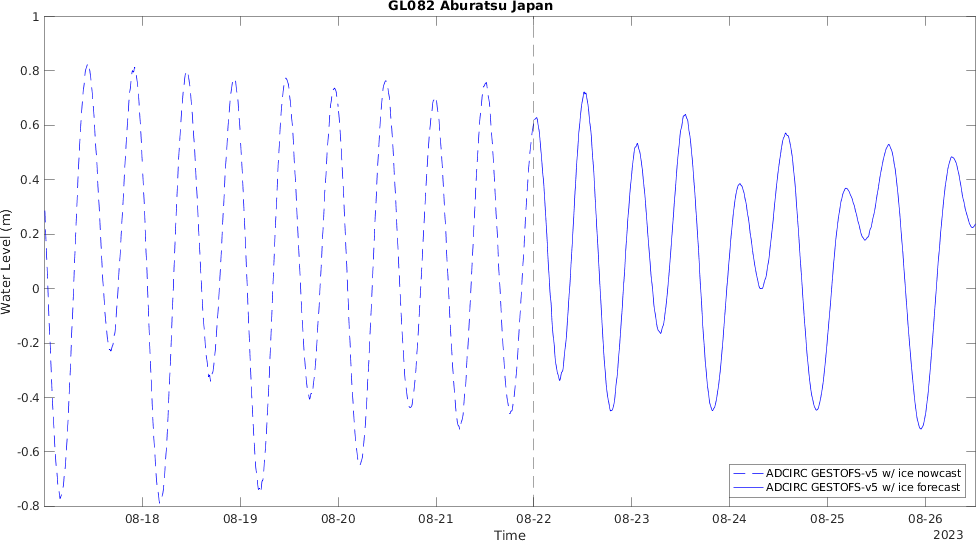 GL082 Aburatsu Japan
1
0.8
0.6
0.4
0.2
0
-0.2
-0.4
-0.6
-0.8
Water Level (m)
ADCIRC GESTOFS-v5 w/ ice nowcast
ADCIRC GESTOFS-v5 w/ ice forecast
08-18 08-19 08-20 08-21 08-22 08-23 08-24 08-25 08-26
Time
2023